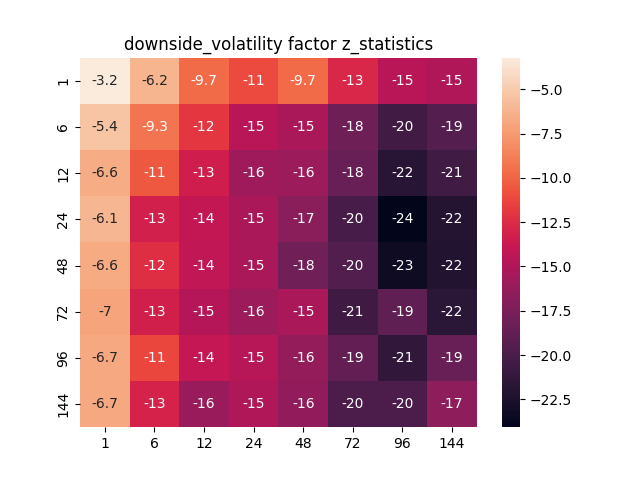 downside_volatility factor z_statistics
1 -3.2 -6.2 -9.7 -11 -9.7 -13 -15 -15
6 -5.4 -9.3 -12 -15 -15 -18 -20 -19
12 -6.6 -11 -13 -16 -16 -18 -22 -21
24 -6.1 -13 -14 -15 -17 -20 -24 -22
48 -6.6 -12 -14 -15 -18 -20 -23 -22
72 -7 -13 -15 -16 -15 -21 -19 -22
96 -6.7 -11 -14 -15 -16 -19 -21 -19
144 -6.7 -13 -16 -15 -16 -20 -20 -17
1 6 12 24 48 72 96 144
−5.0
−7.5
−10.0
−12.5
−15.0
−17.5
−20.0
−22.5